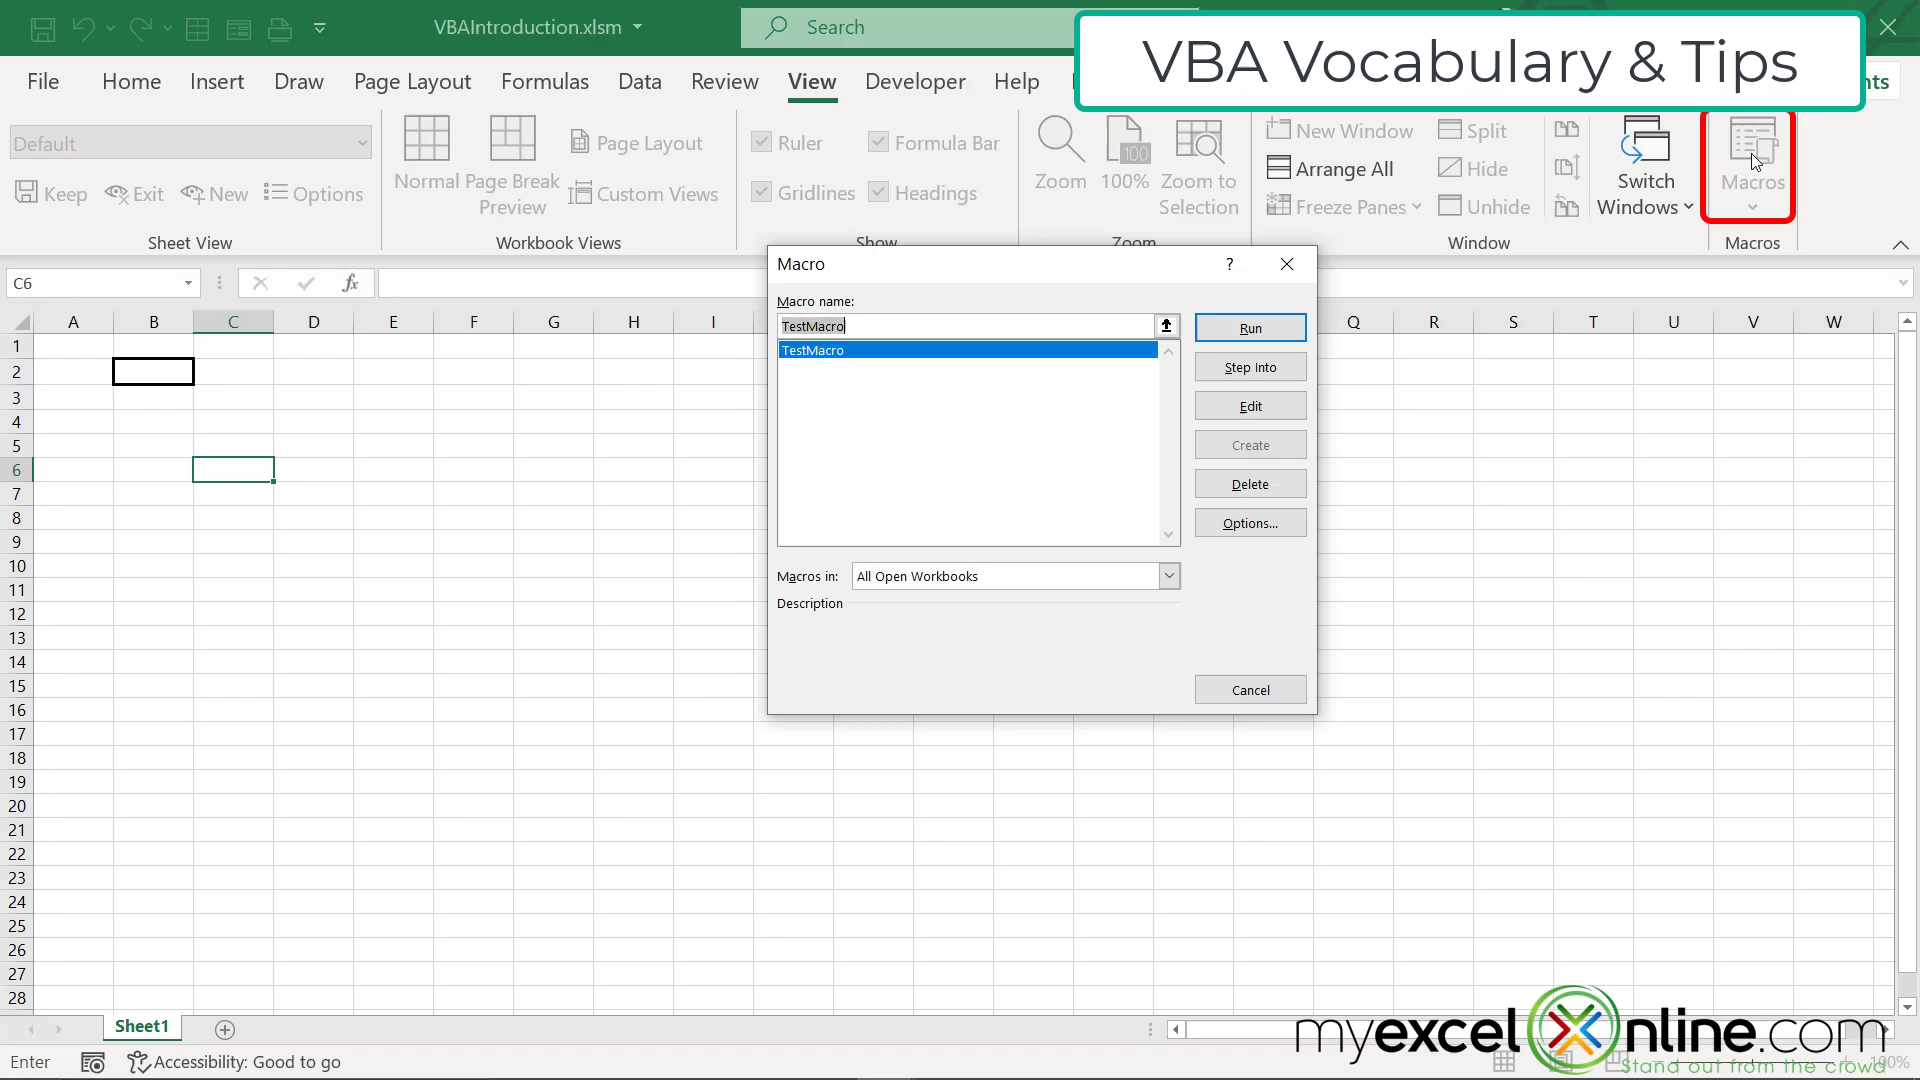 VBAIntroduction.xlsm
Search
VBA Vocabulary & Tips
File Home Insert Draw Page Layout Formulas Data Review View Developer Help
nts
Default
Keep Exit New Options
Sheet View
Normal
Page Break
Preview
Page Layout
Custom Views
Workbook Views
Ruler
Formula Bar
Gridlines
Headings
Show
Zoom
100
100%
Zoom to
Selection
Zoom
New Window
Arrange All
Freeze Panes
Split
Hide
Unhide
Switch
Windows
Window
Macros
Macros
C6
fx
A B C D E F G H I Q R S T U V W
1
2
3
4
5
6
7
8
9
10
11
12
13
14
15
16
17
18
19
20
21
22
23
24
25
26
27
28
Macro
?
Macro name:
TestMacro
TestMacro
Run
Step Into
Edit
Create
Delete
Options...
Macros in: All Open Workbooks
Description
Cancel
Sheet1
Enter
Accessibility: Good to go
myexcelonline.com
Stand out from the crowd
100%